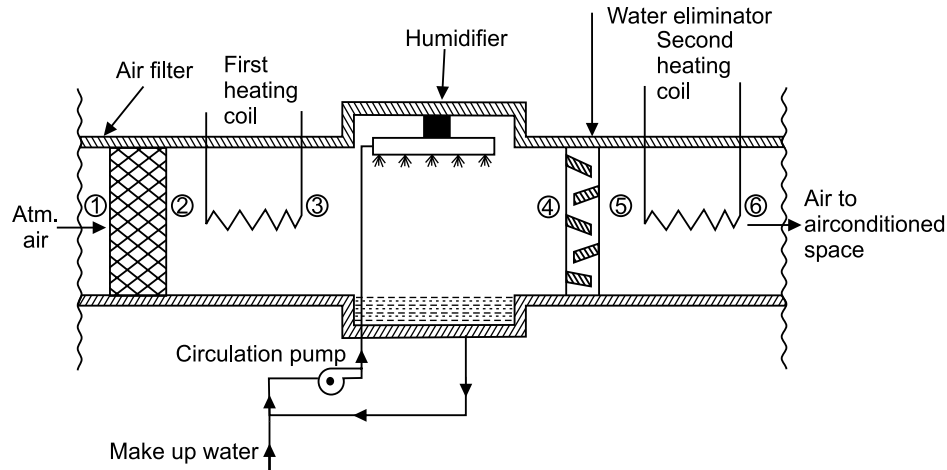 Water eliminator
Humidifier
Second
heating
coil
First
heating
coil
Air filter
①
②
③
④
⑤
⑥
Atm.
air
Air to
airconditioned
space
Circulation pump
Make up water